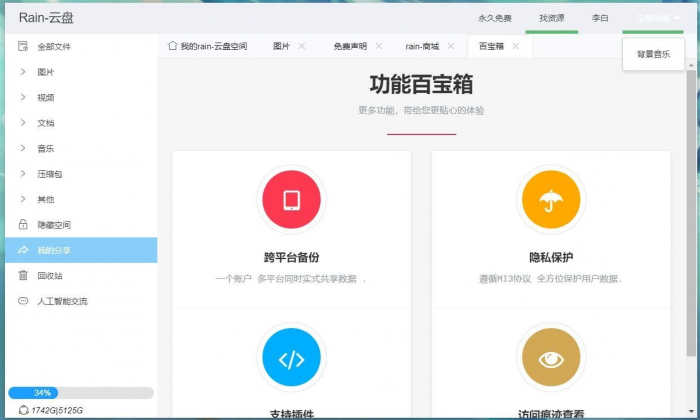 Rain-云盘
永久免费
找资源
李白
全部文件
我的rain-云盘空间
图片
免费声明
rain-商城
百宝箱
背景音乐
图片
视频
文档
音乐
压缩包
其他
隐藏空间
我的分享
回收站
人工智能交流
34%
1742G|5125G
功能百宝箱
更多功能，带给您更贴心的体验
跨平台备份
一个账户 多平台同时实式共享数据 .
隐私保护
遵循MI3协议 全方位保护用户数据.
支持插件
访问痕迹查看